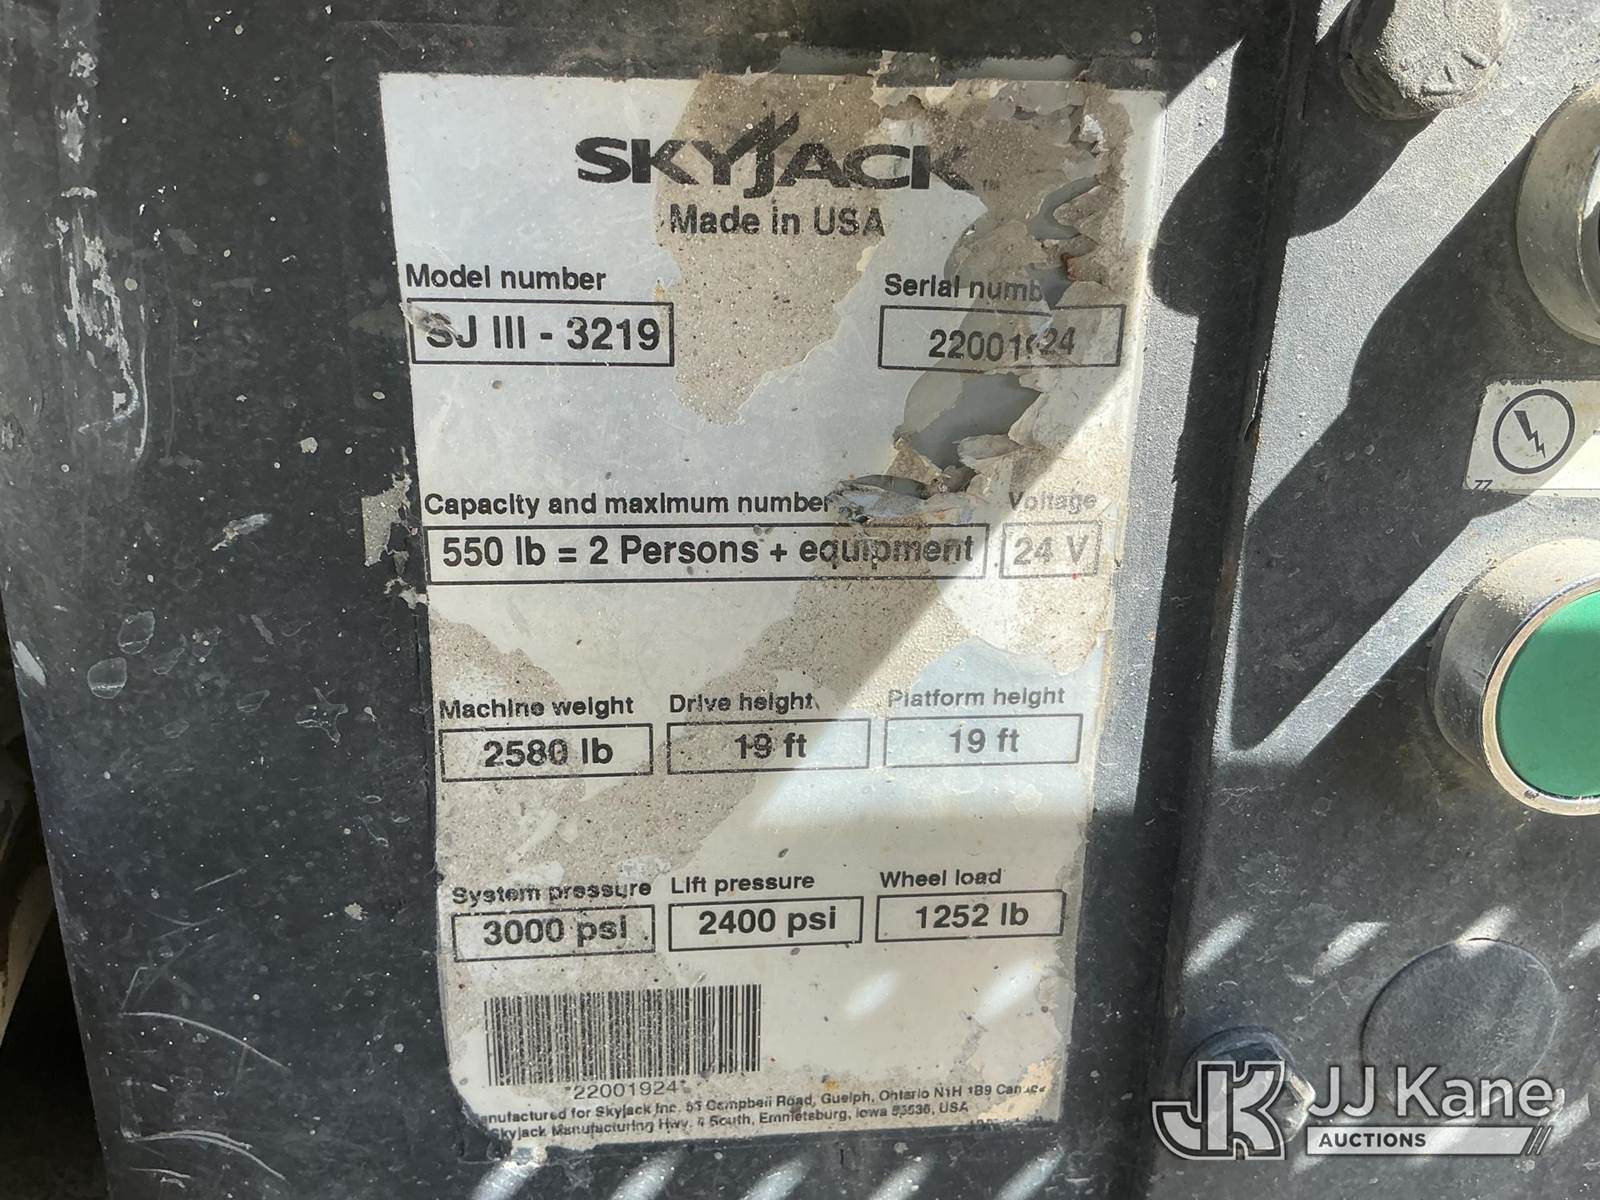 SKYJACK™
Made in USA
Model number Serial numb
SJ III - 3219 22001924
Capacity and maximum number Voltage
550 lb = 2 Persons + equipment 24 V
Machine weight Drive height Platform height
2580 lb 19 ft 19 ft
System pressure Lift pressure Wheel load
3000 psi 2400 psi 1252 lb
*22001924*
anufactured for Skyjack Inc. 55 Campbell Road, Guelph, Ontario N1H 1B9 Canada
Skyjack Manufacturing Hwy. 4 South, Emmetsburg, Iowa 50536, USA
JK JJ Kane
AUCTIONS